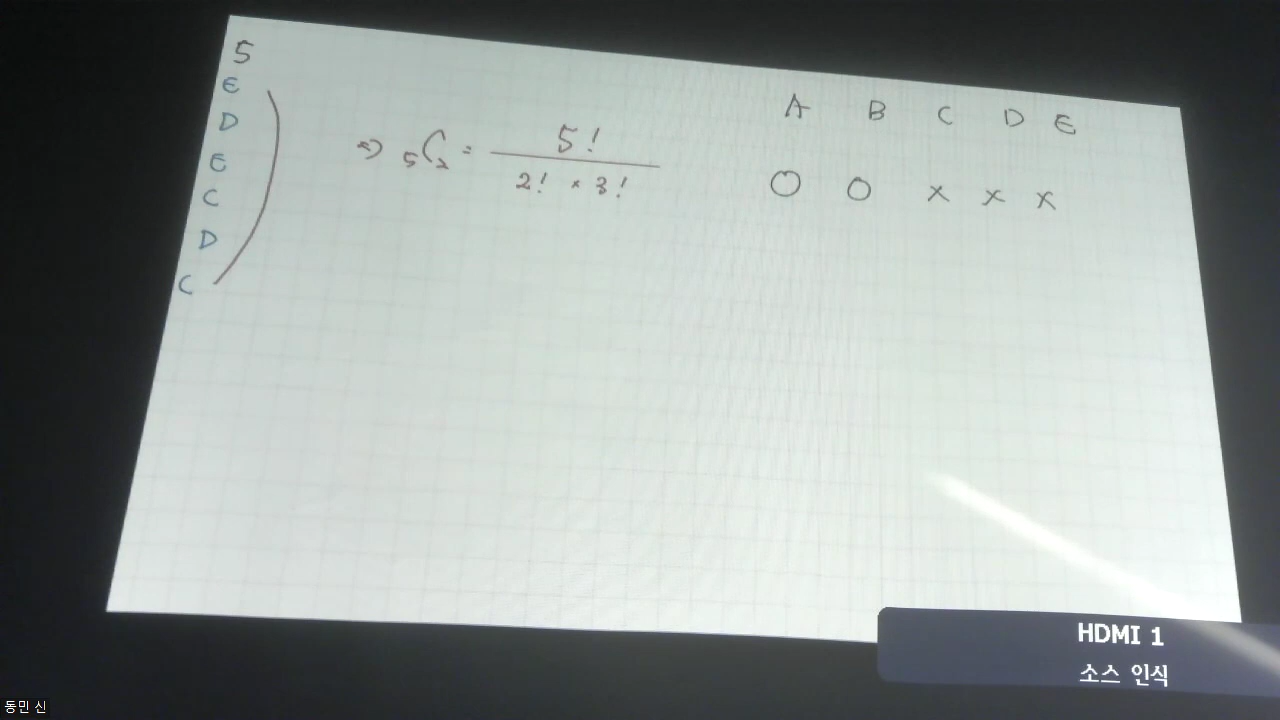 5
E
D
E
C
D
C
⇒ ₅C₂ = 5! / 2! × 3!
A B C D E
O O × × ×
HDMI 1
소스 인식
동민 신